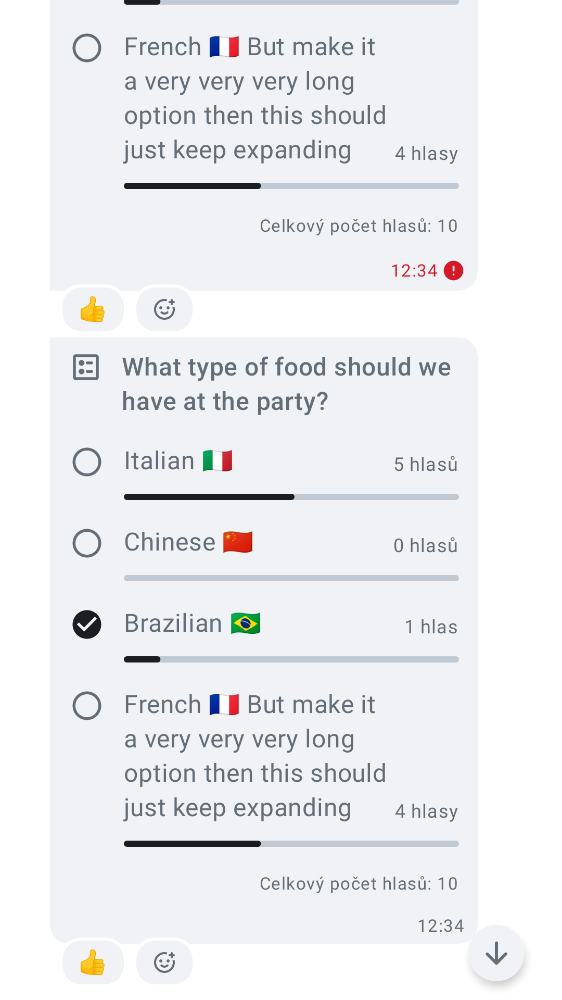 French 🇫🇷 But make it
a very very very long
option then this should
just keep expanding 4 hlasy
Celkový počet hlasů: 10
12:34
What type of food should we
have at the party?
Italian 🇮🇹 5 hlasů
Chinese 🇨🇳 0 hlasů
Brazilian 🇧🇷 1 hlas
French 🇫🇷 But make it
a very very very long
option then this should
just keep expanding 4 hlasy
Celkový počet hlasů: 10
12:34